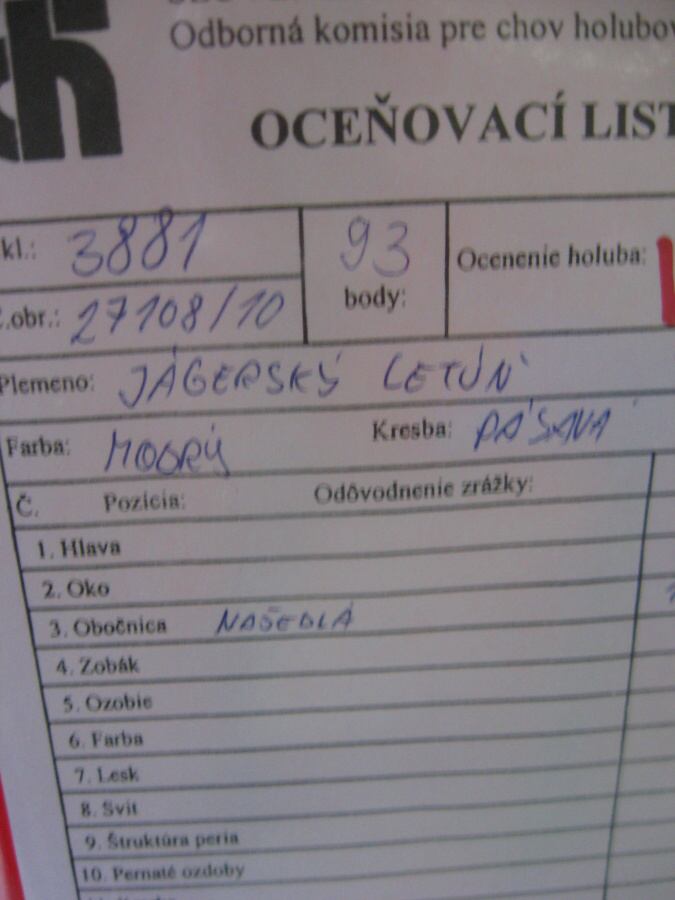 Odborná komisia pre chov holubov
OCEŇOVACÍ LIST
kl.: 3881
93
body:
Ocenenie holuba:
.obr.: 27108/10
Plemeno: JÁGERSKÝ LETÚN
Farba: MODRÝ Kresba: PÁSAVÁ
Č. Pozícia: Odôvodnenie zrážky:
1. Hlava
2. Oko
3. Obočnica NAŠEDLÁ
4. Zobák
5. Ozobie
6. Farba
7. Lesk
8. Svit
9. Štruktúra peria
10. Pernaté ozdoby